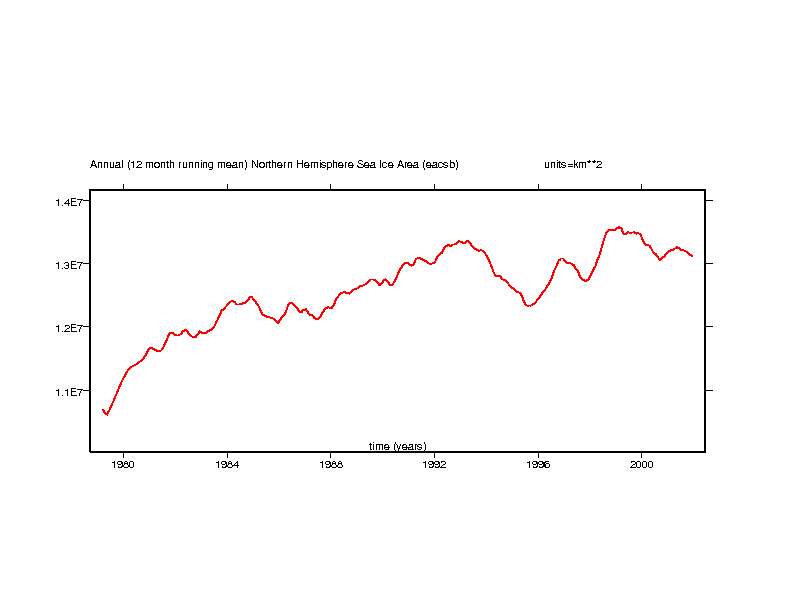 Annual (12 month running mean) Northern Hemisphere Sea Ice Area (eacsb) units=km**2
1.4E7
1.3E7
1.2E7
1.1E7
time (years)
1980 1984 1988 1992 1996 2000